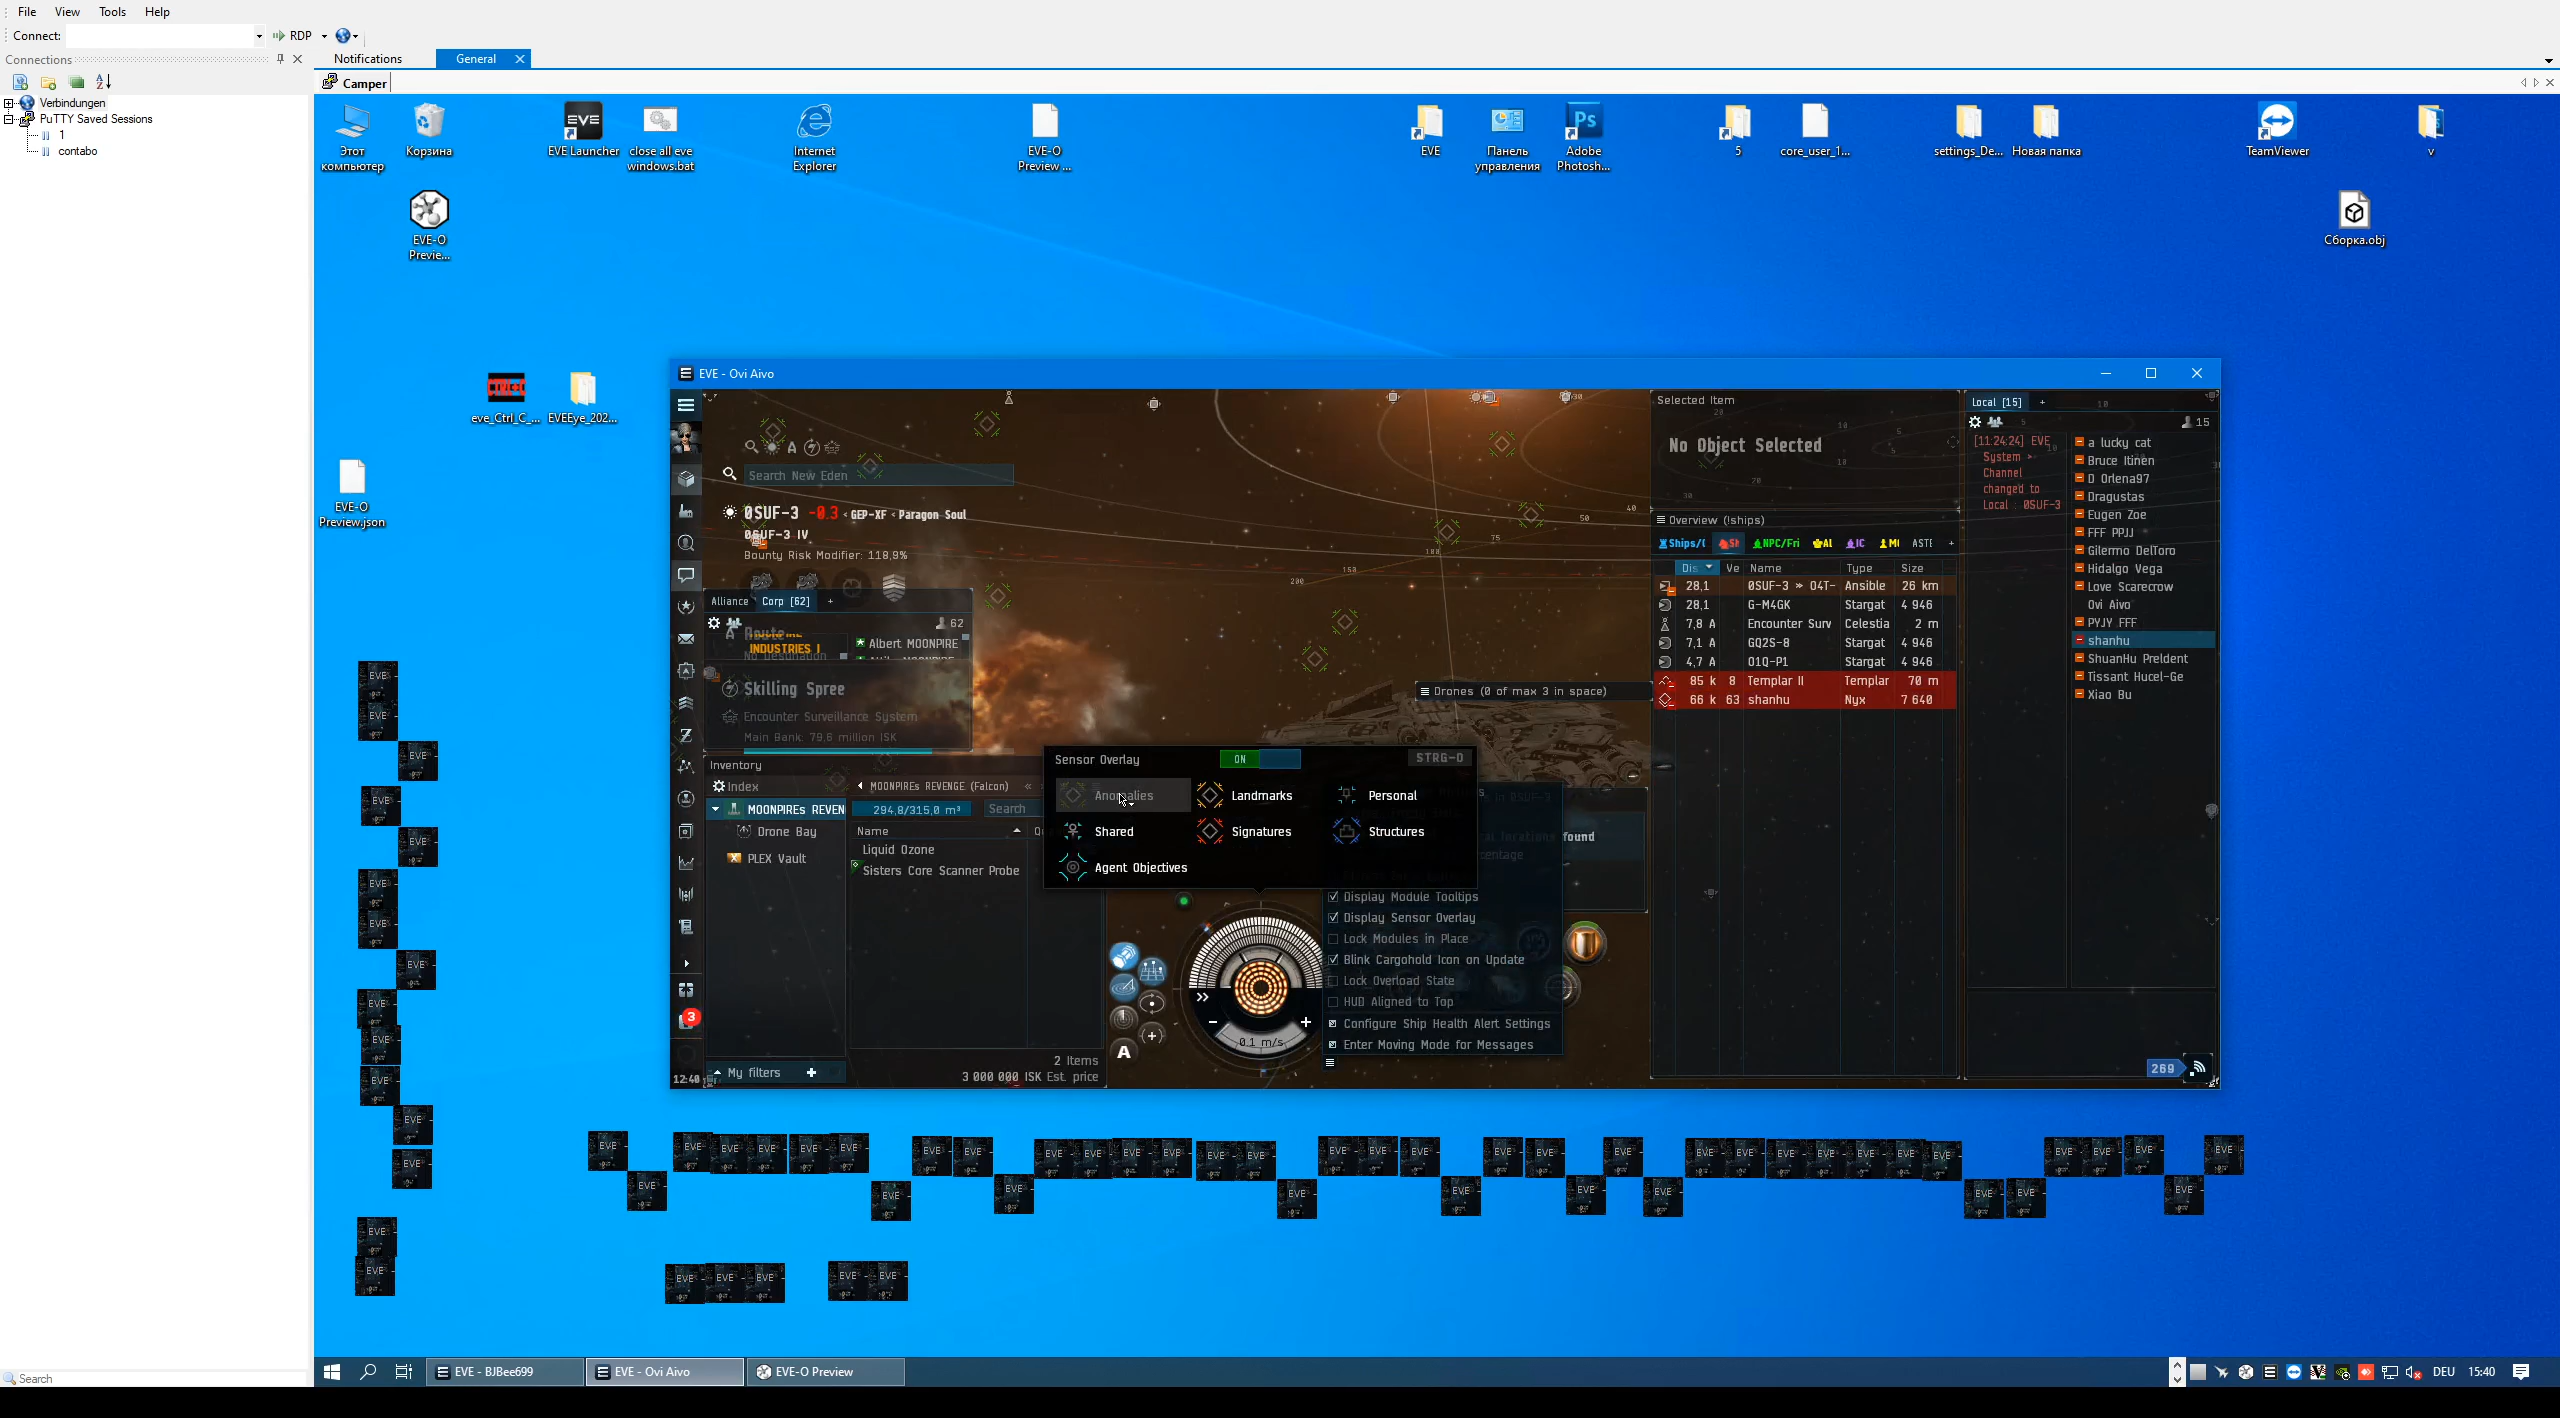 File View Tools Help
Connect: RDP
Connections
Notifications General
Camper
Verbindungen
PuTTY Saved Sessions
1
contabo
Search
Этот компьютер
Корзина
EVE Launcher
close all eve windows.bat
Internet Explorer
EVE-O Preview ...
EVE
Панель управления
Adobe Photosh...
5
core_user_1...
settings_De...
Новая папка
TeamViewer
v
EVE-O Previe...
Сборка.obj
eve_Ctrl_C_...
EVEEye_202...
EVE-O Preview.json
EVE - Ovi Aivo
Search New Eden
0SUF-3 -0.3 < GEP-XF < Paragon Soul
0SUF-3 IV
Bounty Risk Modifier: 118,9%
Alliance Corp [62] +
62
Route
INDUSTRIES
Albert MOONPIRE
No Destination
Skilling Spree
Encounter Surveillance System
Main Bank: 79,6 million ISK
Inventory
Index
MOONPIREs REVENGE (Falcon)
MOONPIREs REVEN
294,8/315,0 m³
Search
Drone Bay
PLEX Vault
Name
Liquid Ozone
Sisters Core Scanner Probe
2 Items
3 000 000 ISK Est. price
My filters +
12:40
3
Sensor Overlay ON STRG-O
Anomalies Landmarks Personal
Shared Signatures Structures
Agent Objectives
found
Display Module Tooltips
Display Sensor Overlay
Lock Modules in Place
Blink Cargohold Icon on Update
Lock Overload State
HUD Aligned to Top
Configure Ship Health Alert Settings
Enter Moving Mode for Messages
0.1 m/s
A
Drones (0 of max 3 in space)
Selected Item
No Object Selected
Overview (!ships)
Ships/( Sh NPC/Fri Al IC M( ASTE +
Dis Ve Name Type Size
28,1 0SUF-3 » O4T- Ansible 26 km
28,1 G-M4GK Stargat 4 946
7,8 A Encounter Surv Celestia 2 m
7,1 A GQ2S-8 Stargat 4 946
4,7 A O1Q-P1 Stargat 4 946
85 k 8 Templar II Templar 70 m
66 k 63 shanhu Nyx 7 640
Local [15] +
15
[11:24:24] EVE
System >
Channel
changed to
Local : 0SUF-3
a lucky cat
Bruce Itinen
D Orlena97
Dragustas
Eugen Zoe
FFF PPJJ
Gilermo DelToro
Hidalgo Vega
Love Scarecrow
Ovi Aivo
PYJY FFF
shanhu
ShuanHu Preldent
Tissant Hucel-Ge
Xiao Bu
269
EVE - BJBee699
EVE - Ovi Aivo
EVE-O Preview
DEU 15:40